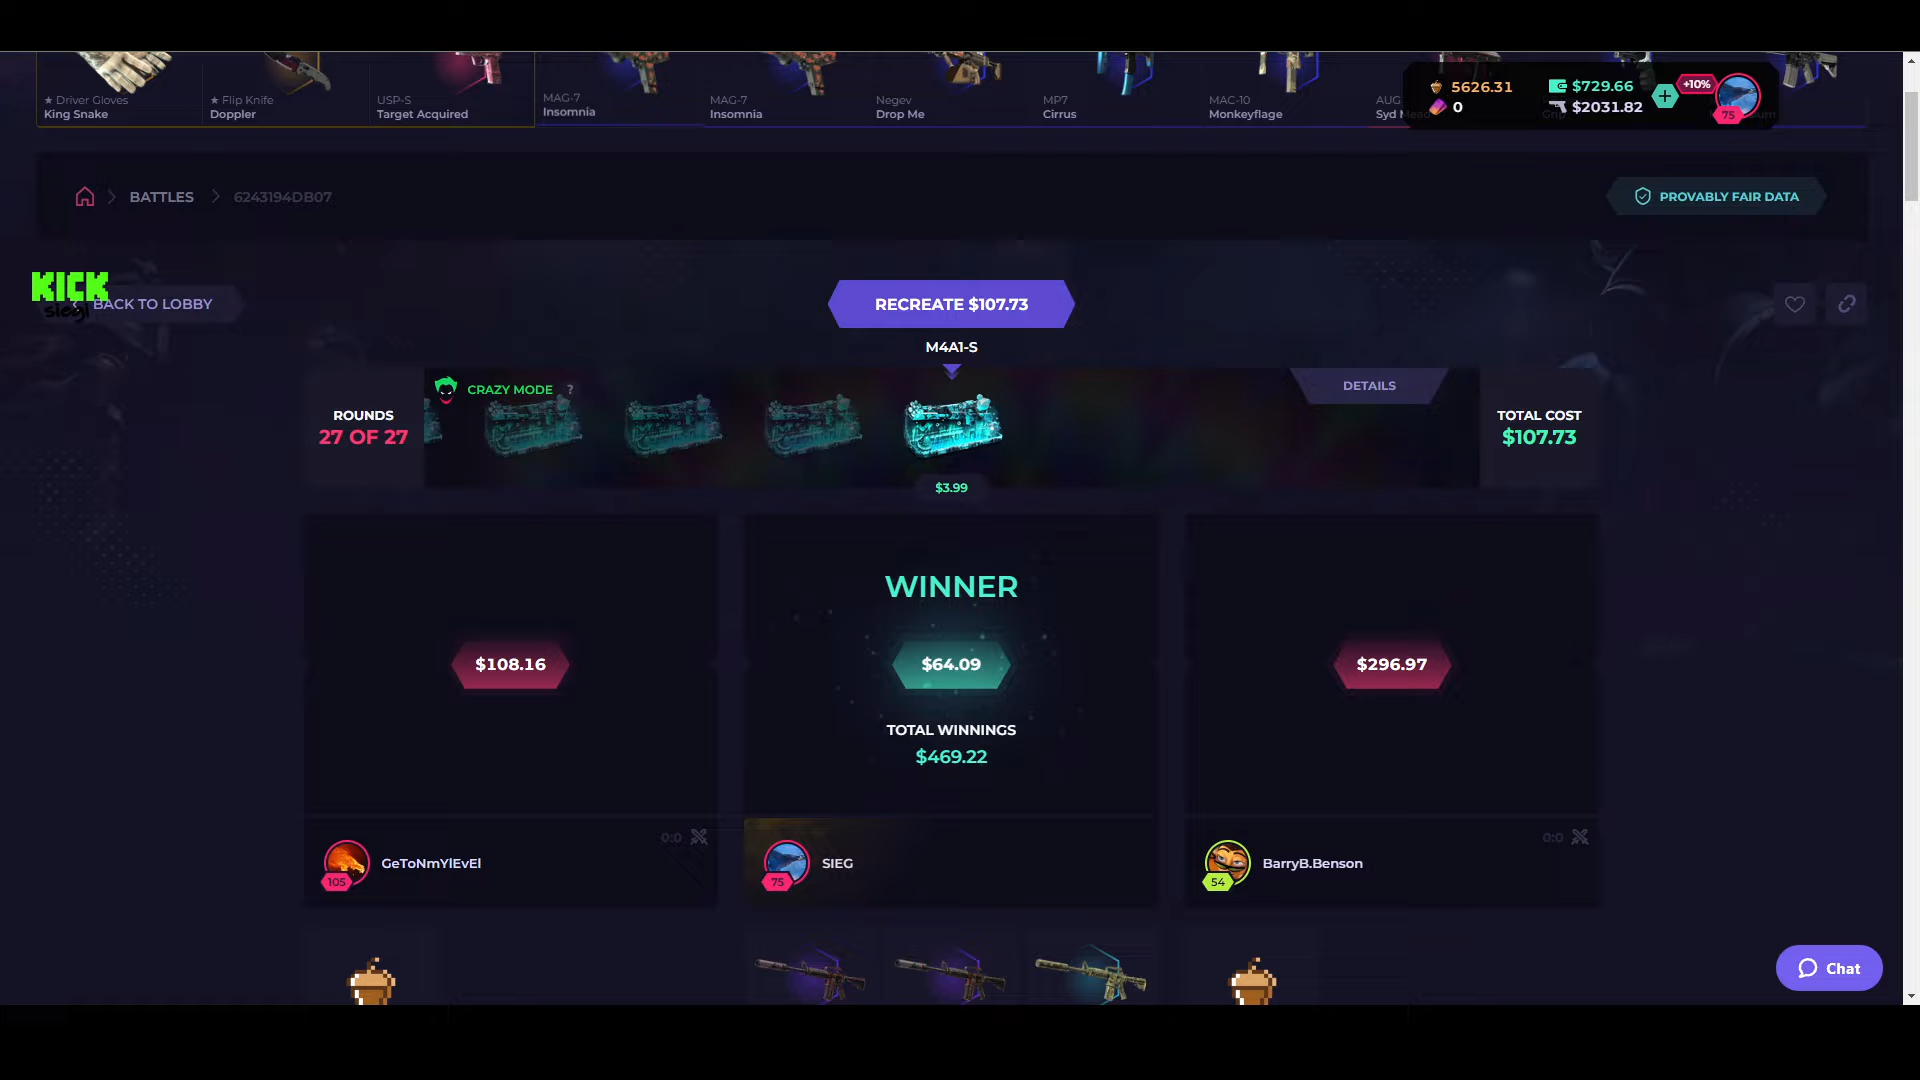 ★ Driver Gloves
King Snake
★ Flip Knife
Doppler
USP-S
Target Acquired
MAG-7
Insomnia
MAG-7
Insomnia
Negev
Drop Me
MP7
Cirrus
MAC-10
Monkeyflage
AUG
Syd Mead
5626.31
0
$729.66
$2031.82
+10%
75
BATTLES
6243194DB07
PROVABLY FAIR DATA
KICK
siegl
BACK TO LOBBY
RECREATE $107.73
M4A1-S
CRAZY MODE ?
DETAILS
ROUNDS
27 OF 27
TOTAL COST
$107.73
$3.99
WINNER
$108.16
$64.09
$296.97
TOTAL WINNINGS
$469.22
0:0
0:0
GeToNmYlEvEl
105
SIEG
75
BarryB.Benson
54
Chat